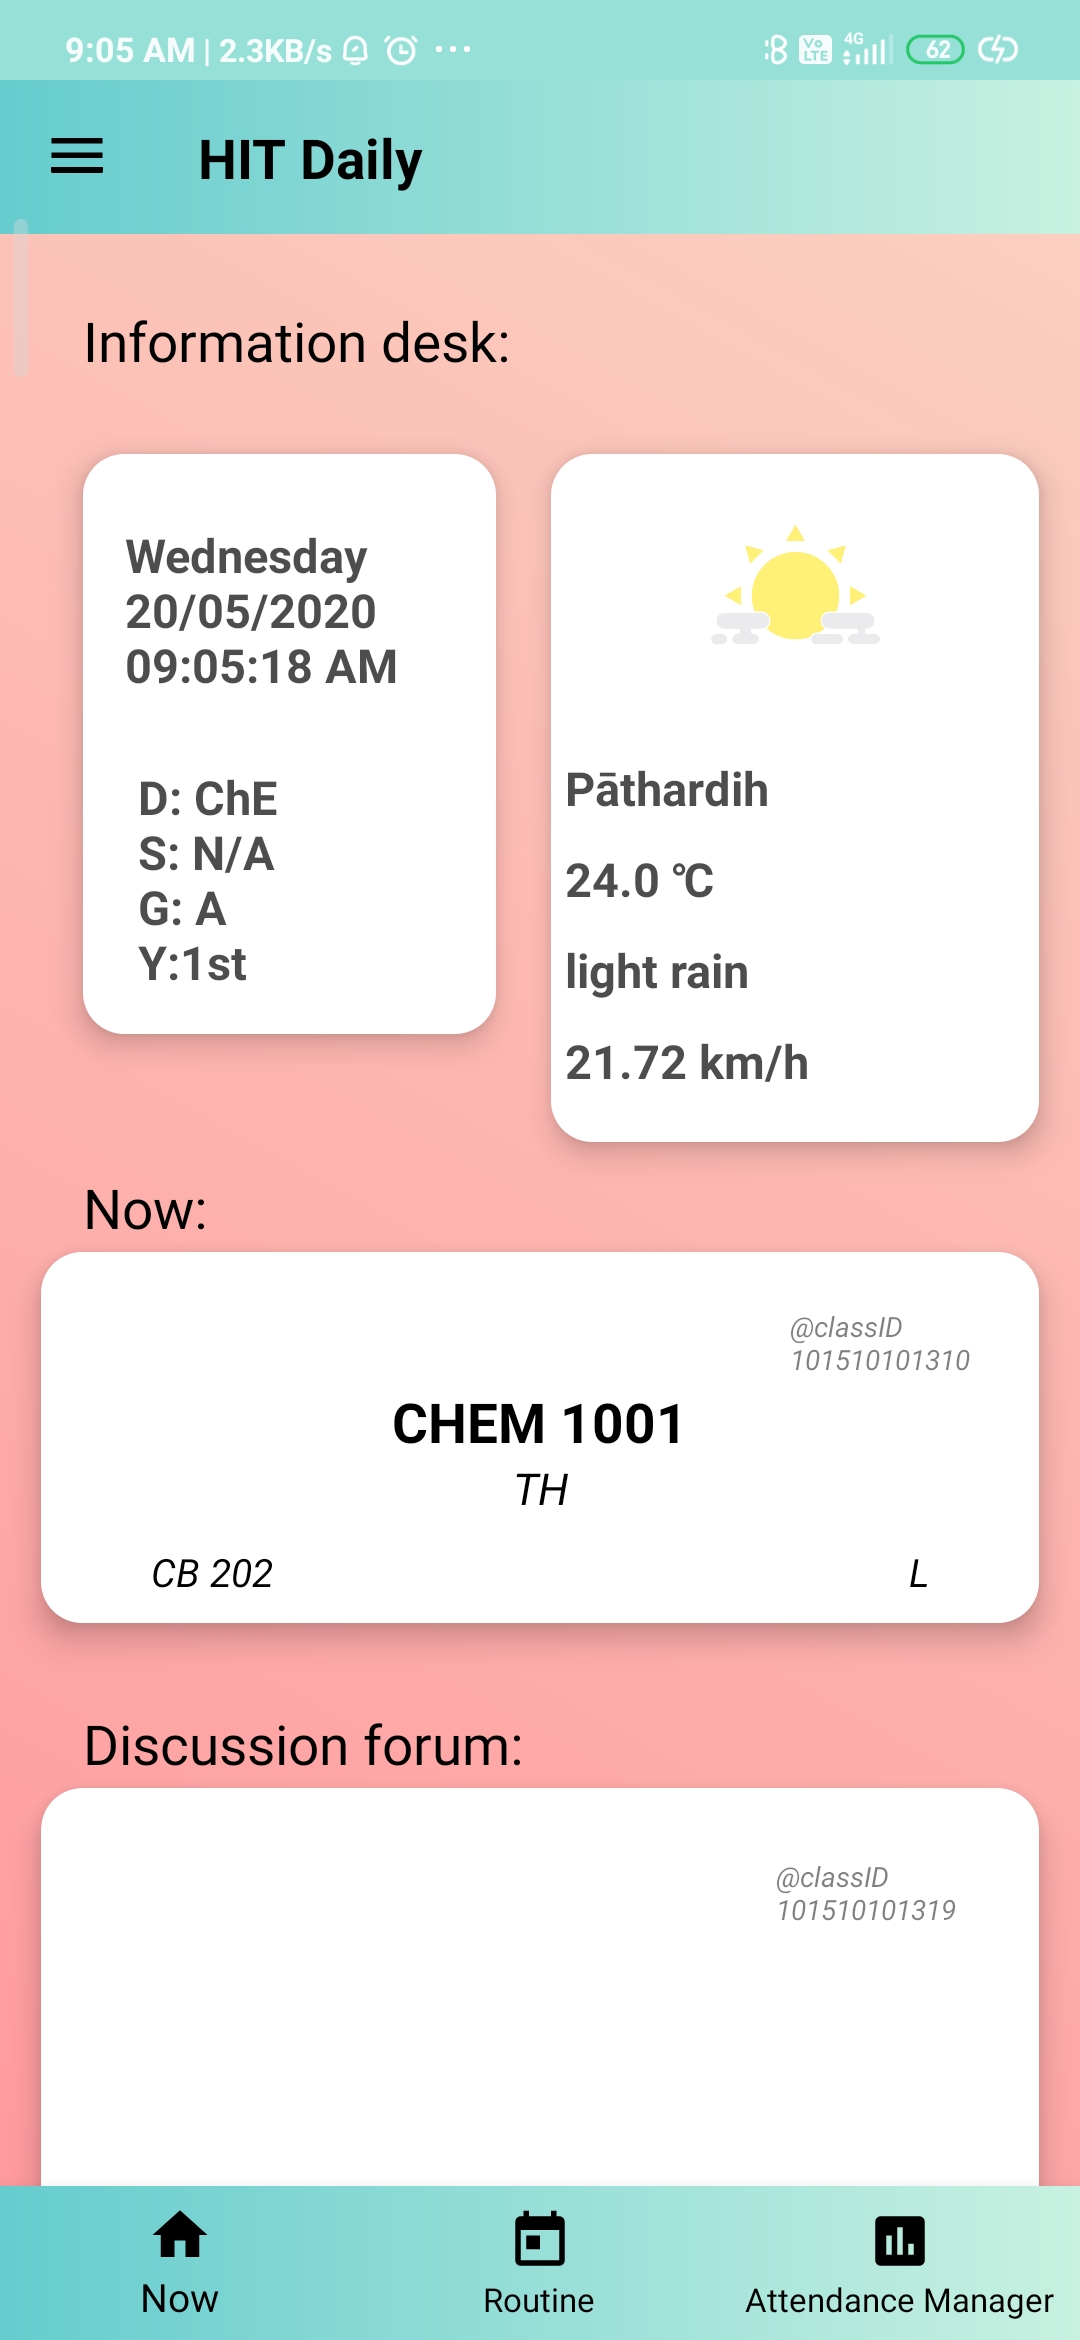 9:05 AM | 2.3KB/s
Vo LTE 4G 62
HIT Daily
Information desk:
Wednesday
20/05/2020
09:05:18 AM
D: ChE
S: N/A
G: A
Y:1st
Pāthardih
24.0 °C
light rain
21.72 km/h
Now:
@classID
101510101310
CHEM 1001
TH
CB 202 L
Discussion forum:
@classID
101510101319
Now Routine Attendance Manager